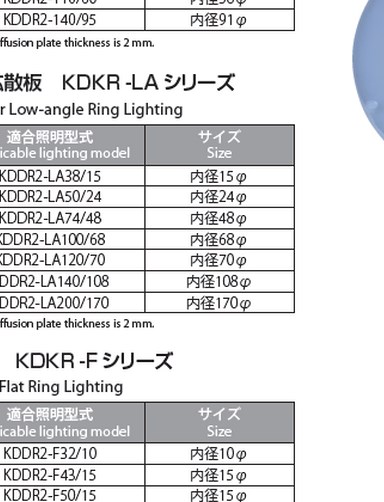 KDDR2-140/95 内径91φ
ffusion plate thickness is 2 mm.
散板 KDKR -LA シリーズ
r Low-angle Ring Lighting
適合照明型式 サイズ
icable lighting model Size
KDDR2-LA38/15 内径15φ
KDDR2-LA50/24 内径24φ
KDDR2-LA74/48 内径48φ
KDDR2-LA100/68 内径68φ
KDDR2-LA120/70 内径70φ
DDR2-LA140/108 内径108φ
DDR2-LA200/170 内径170φ
ffusion plate thickness is 2 mm.
KDKR -F シリーズ
Flat Ring Lighting
適合照明型式 サイズ
icable lighting model Size
KDDR2-F32/10 内径10φ
KDDR2-F43/15 内径15φ
KDDR2-F50/15 内径15φ